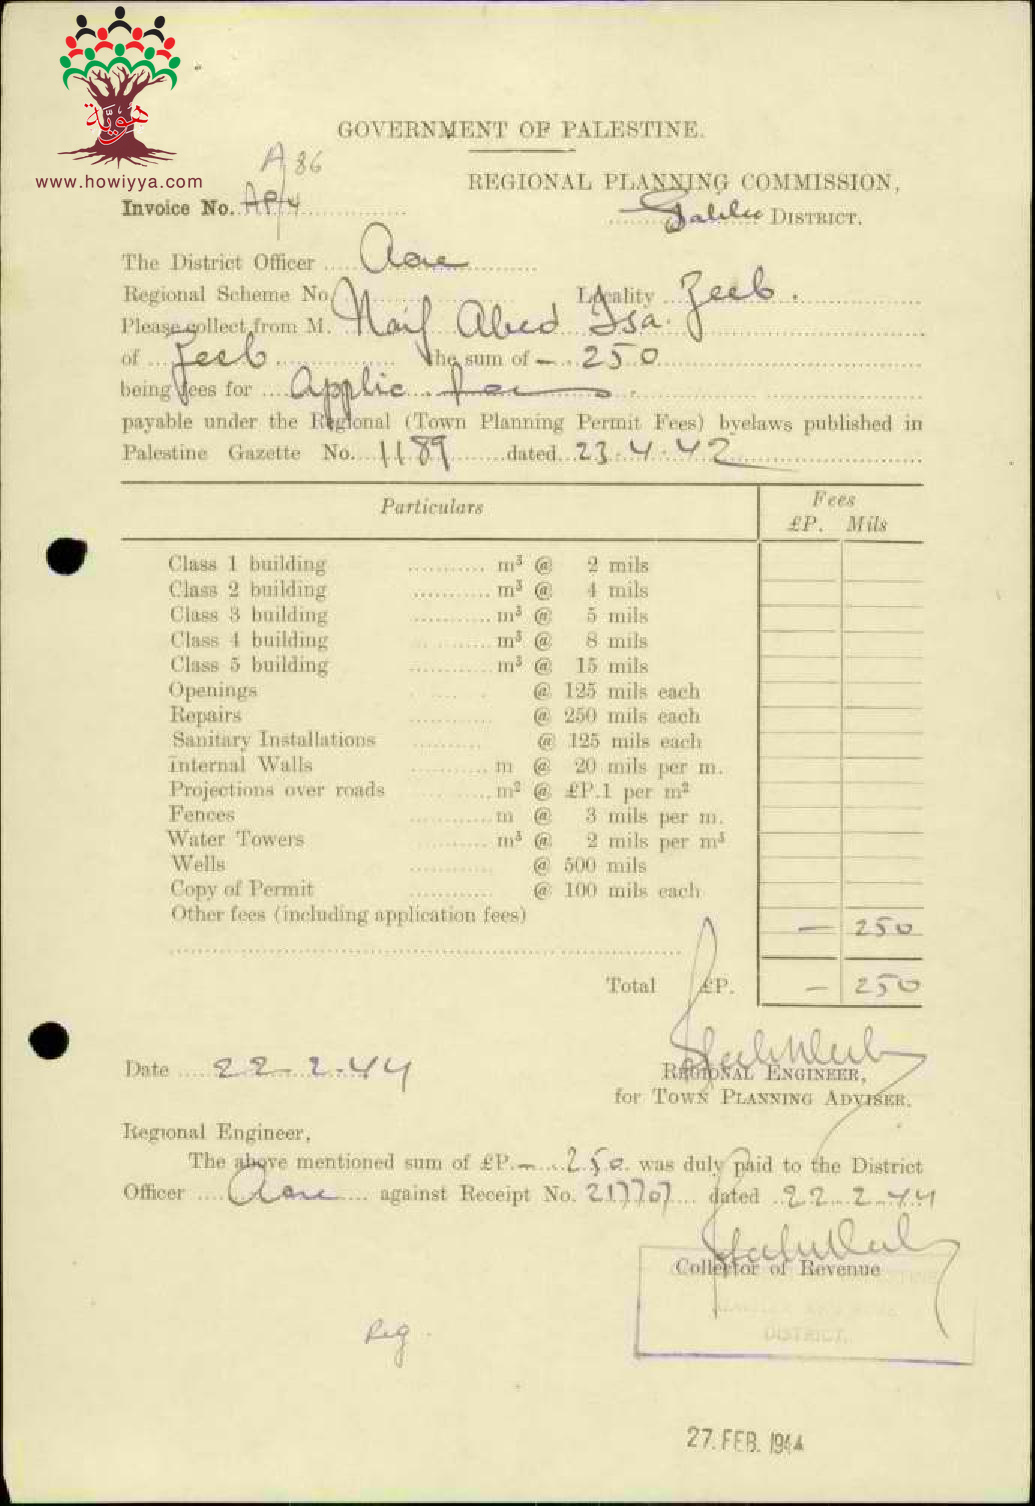 هوية
www.howiyya.com
GOVERNMENT OF PALESTINE.
A 86
REGIONAL PLANNING COMMISSION,
Invoice No. AP/4
Galilee DISTRICT.
The District Officer ..... Acre ..........
Regional Scheme No. .......... Locality ... Zeeb .
Please collect from M. Naif Abed Isa.
of ... Zeeb ............ the sum of – . . 250
being fees for .... Applic. fee
payable under the Regional (Town Planning Permit Fees) byelaws published in
Palestine Gazette No. 1189 dated 23.4.42
Particulars Fees
£P. Mils
Class 1 building ........... m³ @ 2 mils
Class 2 building ........... m³ @ 4 mils
Class 3 building ........... m³ @ 5 mils
Class 4 building ........... m³ @ 8 mils
Class 5 building ........... m³ @ 15 mils
Openings @ 125 mils each
Repairs ........... @ 250 mils each
Sanitary Installations .......... @ 125 mils each
Internal Walls ........... m @ 20 mils per m.
Projections over roads ........... m² @ £P.1 per m²
Fences ........... m @ 3 mils per m.
Water Towers .......... m³ @ 2 mils per m³
Wells ........... @ 500 mils
Copy of Permit ........... @ 100 mils each
Other fees (including application fees) – 250
Total £P. – 250
Date ..... 22-2-44
REGIONAL ENGINEER,
for TOWN PLANNING ADVISER.
Regional Engineer,
The above mentioned sum of £P. – .. 250 was duly paid to the District
Officer .... Acre .... against Receipt No. 217707 .... dated 22.2.44
Collector of Revenue
DISTRICT.
Reg.
27. FEB. 1944